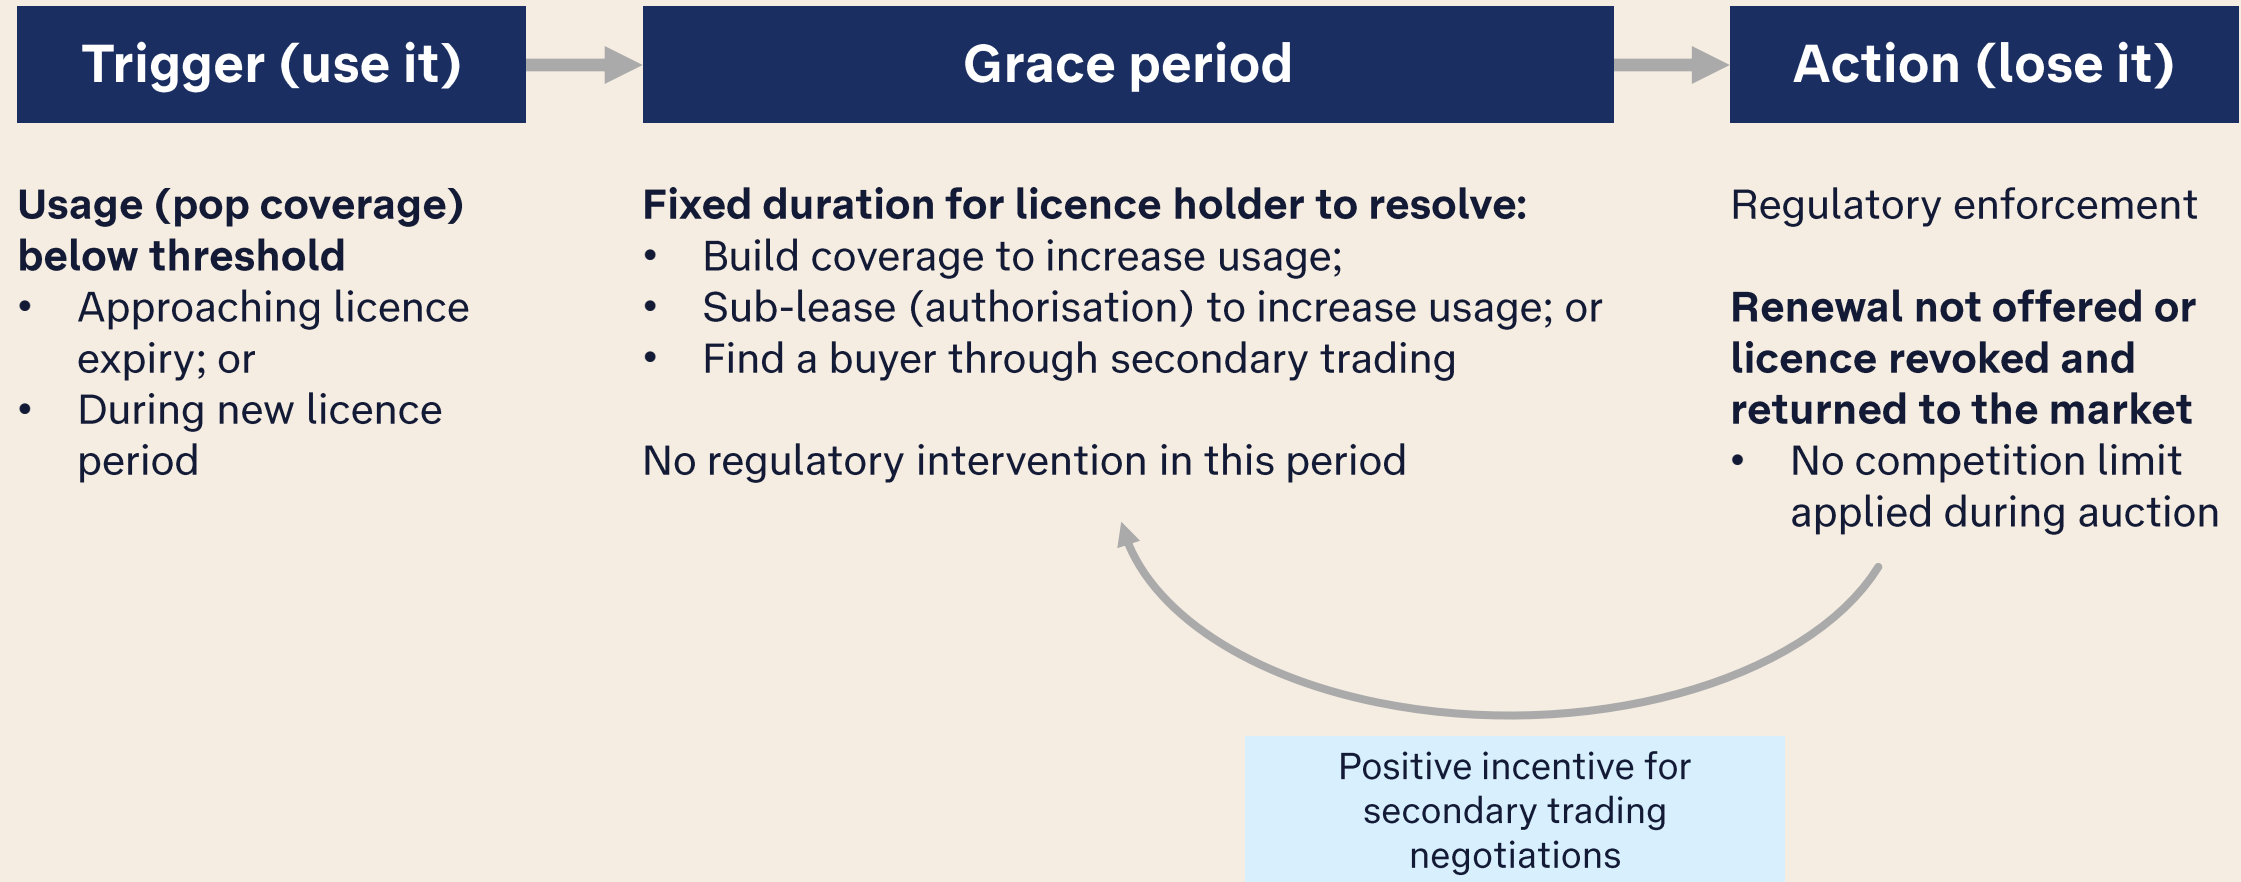 Trigger (use it)
Grace period
Action (lose it)
Usage (pop coverage)
below threshold
• Approaching licence
expiry; or
• During new licence
period
Fixed duration for licence holder to resolve:
• Build coverage to increase usage;
• Sub-lease (authorisation) to increase usage; or
• Find a buyer through secondary trading
No regulatory intervention in this period
Regulatory enforcement
Renewal not offered or
licence revoked and
returned to the market
• No competition limit
applied during auction
Positive incentive for
secondary trading
negotiations